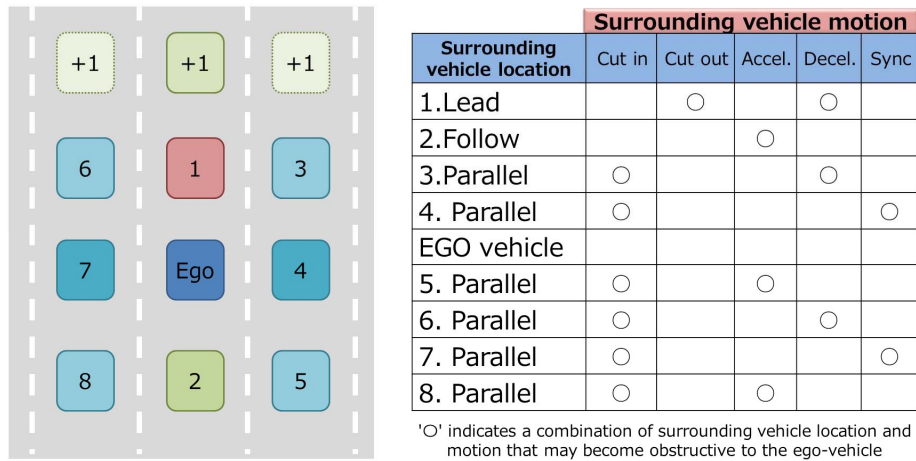 +1 +1 +1
6 1 3
7 Ego 4
8 2 5
Surrounding vehicle motion
Surrounding
vehicle location
Cut in Cut out Accel. Decel. Sync
1.Lead ○ ○
2.Follow ○
3.Parallel ○ ○
4. Parallel ○ ○
EGO vehicle
5. Parallel ○ ○
6. Parallel ○ ○
7. Parallel ○ ○
8. Parallel ○ ○
'○' indicates a combination of surrounding vehicle location and
motion that may become obstructive to the ego-vehicle